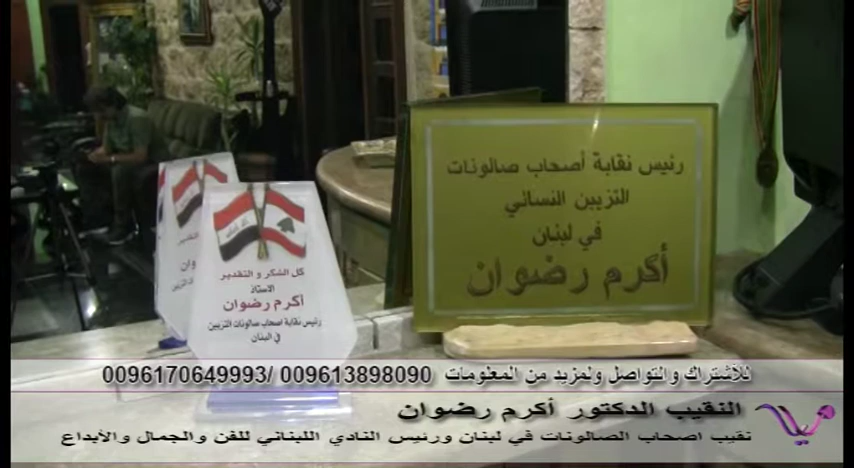 رئيس نقابة أصحاب صالونات
التزيين النسائي
في لبنان
أكرم رضوان
كل الشكر و التقدير
الاستاذ
أكرم رضوان
رئيس نقابة اصحاب صالونات التزيين
في لبنان
للأشتراك والتواصل ولمزيد من المعلومات 009613898090 /0096170649993
النقيب الدكتور أكرم رضوان
نقيب اصحاب الصالونات في لبنان ورئيس النادي اللبناني للفن والجمال والأبداع